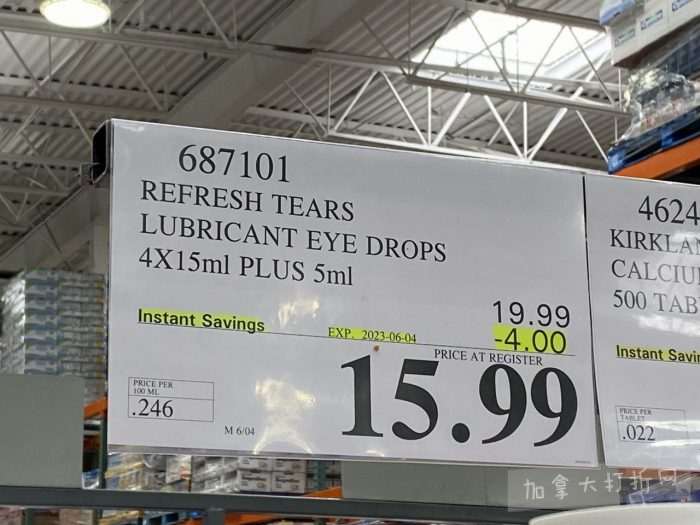 687101
REFRESH TEARS
LUBRICANT EYE DROPS
4X15ml PLUS 5ml
19.99
Instant Savings
EXP. 2023-06-04
-4.00
PRICE AT REGISTER
15.99
PRICE PER
100 ML
.246
M 6/04
4624
KIRKLAN
CALCIU
500 TAB
Instant Savin
PRICE PER
TABLET
.022
加拿大打折网